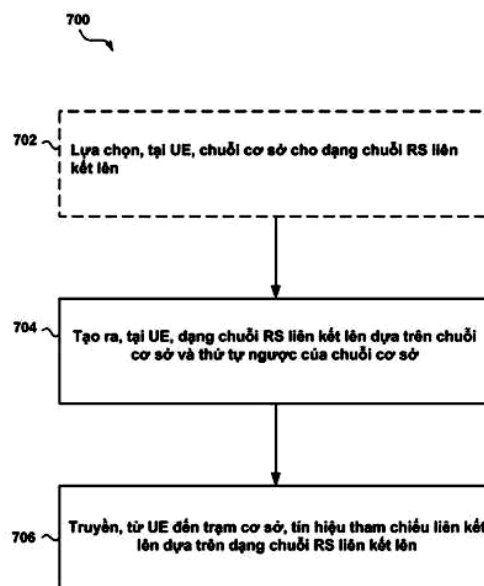 700
702
Lựa chọn, tại UE, chuỗi cơ sở cho dạng chuỗi RS liên
kết lên
704
Tạo ra, tại UE, dạng chuỗi RS liên kết lên dựa trên chuỗi
cơ sở và thứ tự ngược của chuỗi cơ sở
706
Truyền, từ UE đến trạm cơ sở, tín hiệu tham chiếu liên kết
lên dựa trên dạng chuỗi RS liên kết lên